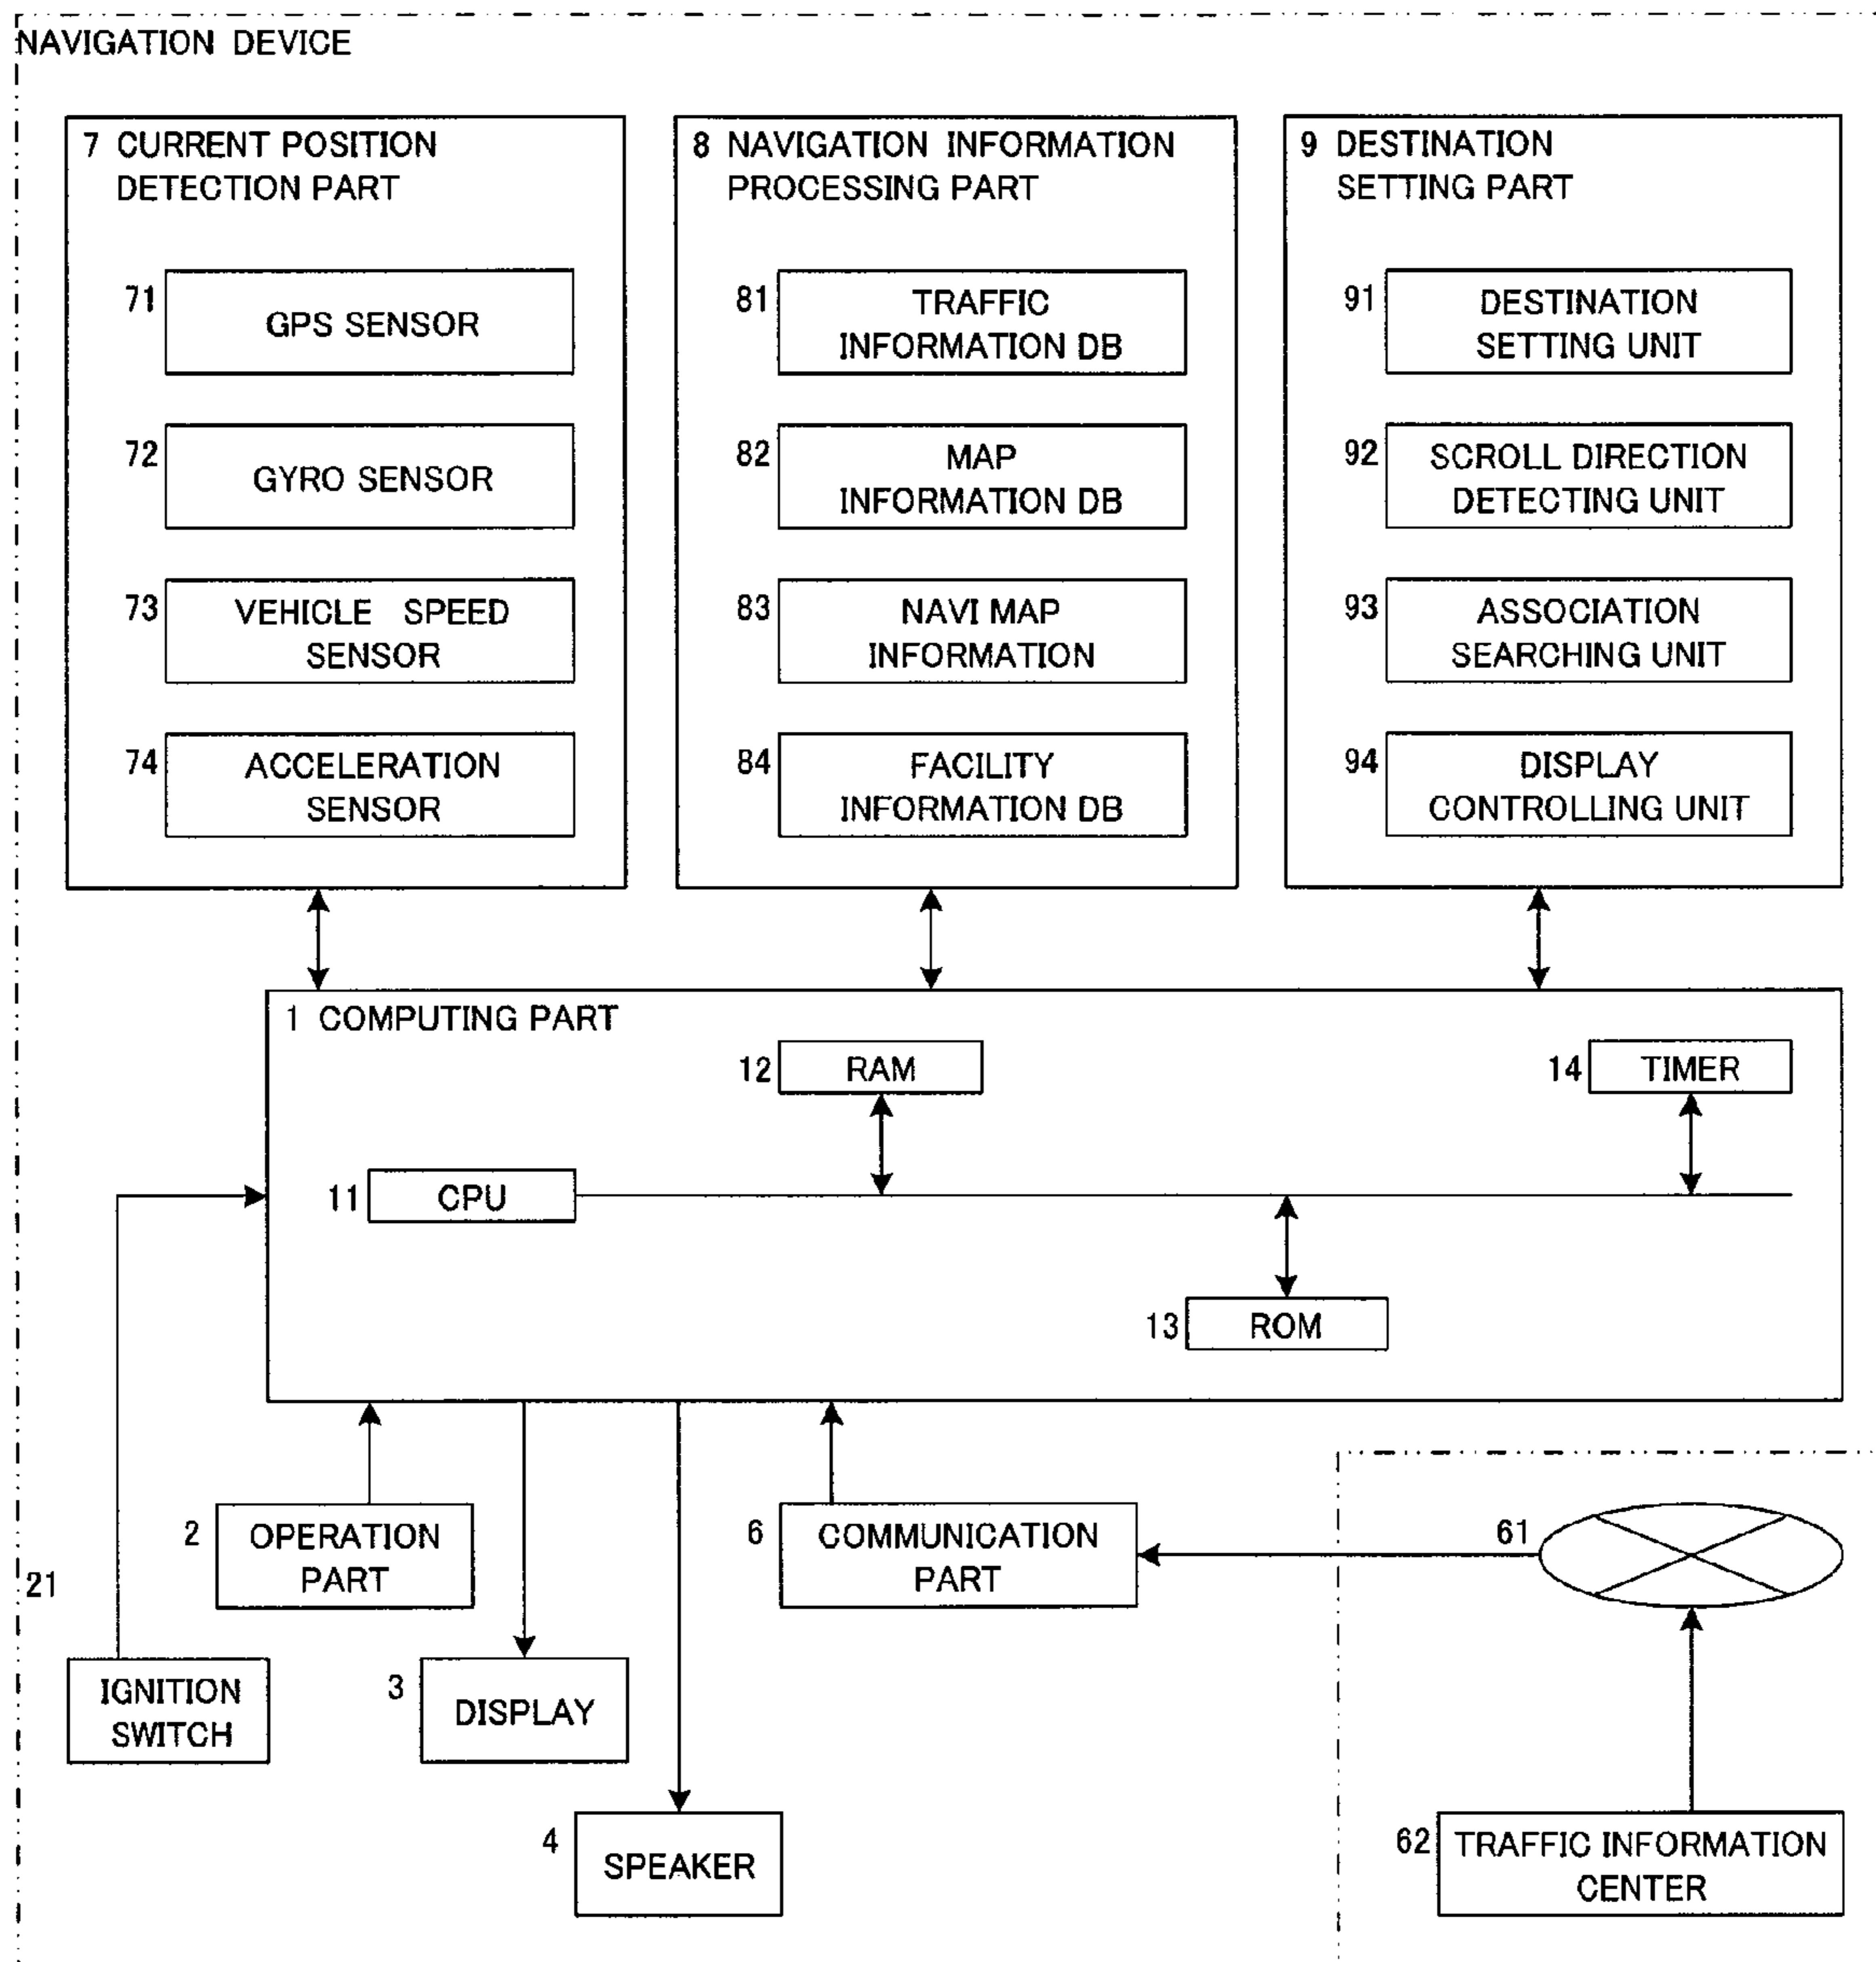 NAVIGATION DEVICE
7 CURRENT POSITION
DETECTION PART
71
GPS SENSOR
72
GYRO SENSOR
73
VEHICLE SPEED
SENSOR
74
ACCELERATION
SENSOR
8 NAVIGATION INFORMATION
PROCESSING PART
81
TRAFFIC
INFORMATION DB
82
MAP
INFORMATION DB
83
NAVI MAP
INFORMATION
84
FACILITY
INFORMATION DB
9 DESTINATION
SETTING PART
91
DESTINATION
SETTING UNIT
92
SCROLL DIRECTION
DETECTING UNIT
93
ASSOCIATION
SEARCHING UNIT
94
DISPLAY
CONTROLLING UNIT
1 COMPUTING PART
12
RAM
14
TIMER
11
CPU
13
ROM
2
OPERATION
PART
6
COMMUNICATION
PART
61
21
IGNITION
SWITCH
3
DISPLAY
4
SPEAKER
62
TRAFFIC INFORMATION
CENTER